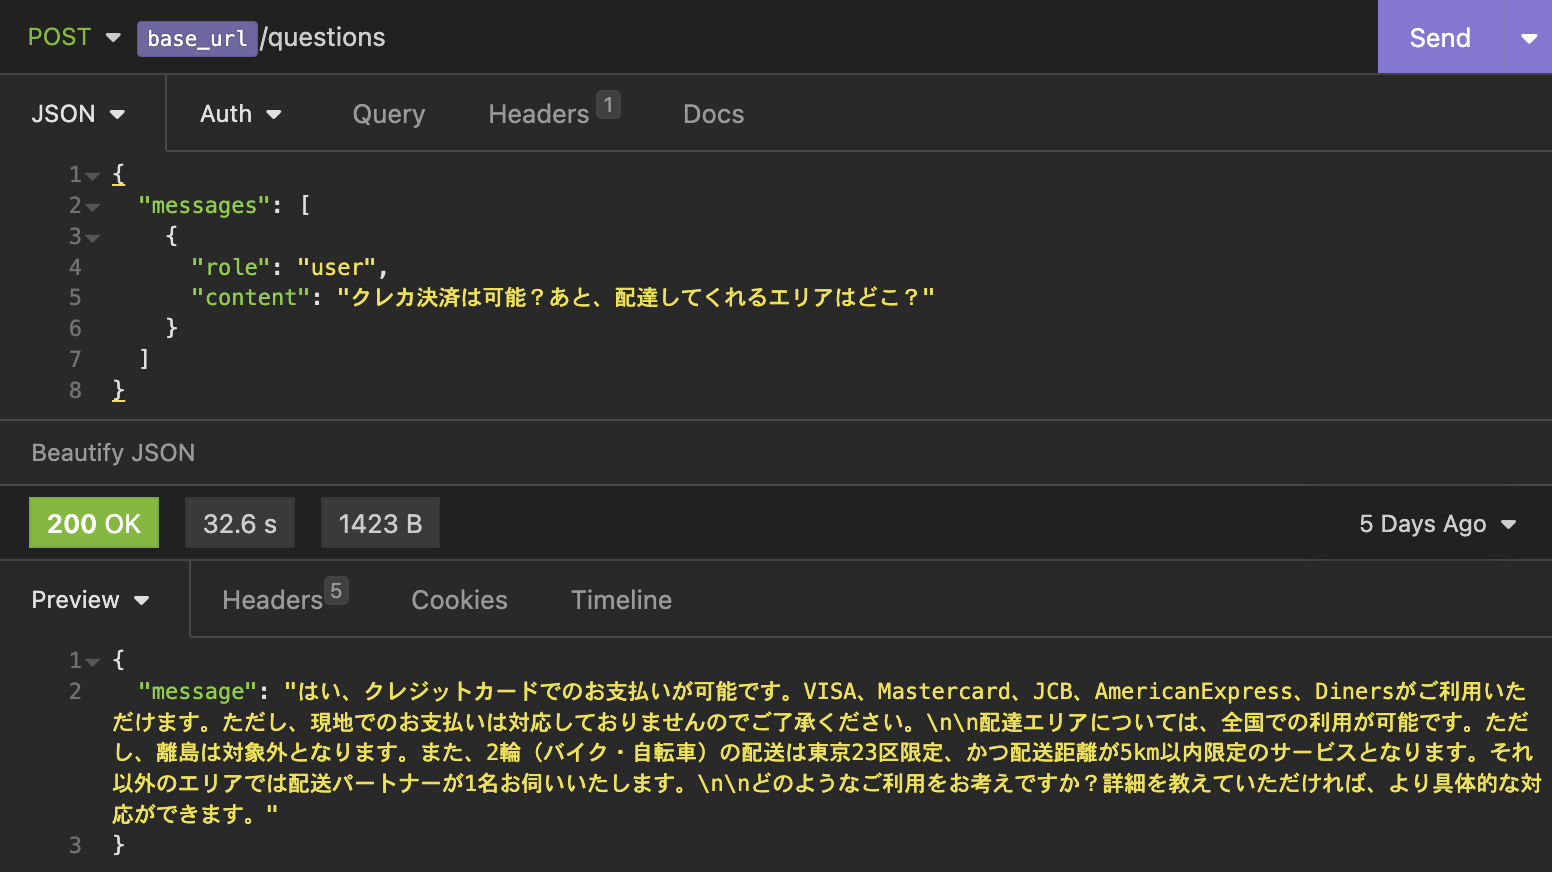 POST base_url/questions Send
JSON Auth Query Headers 1 Docs
1 {
2 "messages": [
3 {
4 "role": "user",
5 "content": "クレカ決済は可能？あと、配達してくれるエリアはどこ？"
6 }
7 ]
8 }
Beautify JSON
200 OK 32.6 s 1423 B 5 Days Ago
Preview Headers 5 Cookies Timeline
1 {
2 "message": "はい、クレジットカードでのお支払いが可能です。VISA、Mastercard、JCB、AmericanExpress、Dinersがご利用いた
だけます。ただし、現地でのお支払いは対応しておりませんのでご了承ください。\n\n配達エリアについては、全国での利用が可能です。ただ
し、離島は対象外となります。また、2輪（バイク・自転車）の配送は東京23区限定、かつ配送距離が5km以内限定のサービスとなります。それ
以外のエリアでは配送パートナーが1名お伺いいたします。\n\nどのようなご利用をお考えですか？詳細を教えていただければ、より具体的な対
応ができます。"
3 }